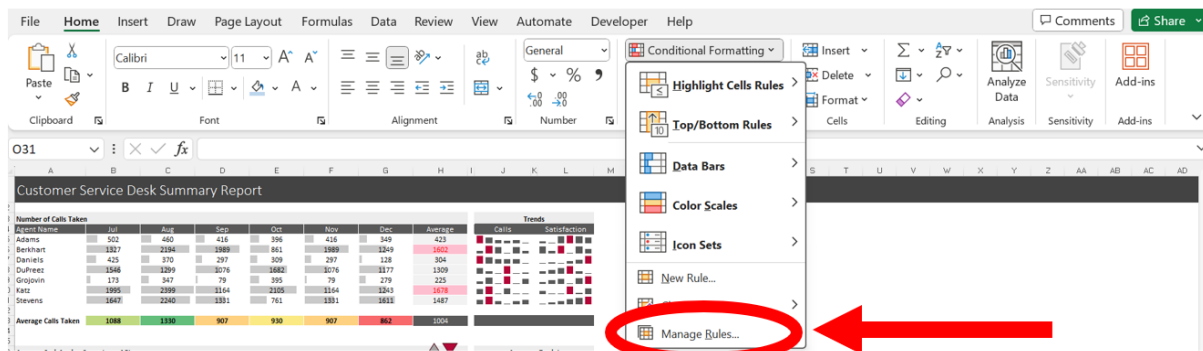 File Home Insert Draw Page Layout Formulas Data Review View Automate Developer Help Comments Share
Calibri 11 A^ A˅ ab General Conditional Formatting Insert Σ
Paste B I U A $ % 9 Delete Analyze Data Sensitivity Add-ins
Format
Clipboard Font Alignment Number Cells Editing Analysis Sensitivity Add-ins
Highlight Cells Rules
Top/Bottom Rules
Data Bars
Color Scales
Icon Sets
New Rule...
Manage Rules...
O31 fx
A B C D E F G H I J K L M S T U V W X Y Z AA AB AC AD
Customer Service Desk Summary Report
Number of Calls Taken Trends
Agent Name Jul Aug Sep Oct Nov Dec Average Calls Satisfaction
Adams 502 460 416 396 416 349 423
Berkhart 1327 2194 1989 861 1989 1249 1602
Daniels 425 370 297 309 297 128 304
DuPreez 1546 1299 1076 1682 1076 1177 1309
Grojovin 173 347 79 395 79 279 225
Katz 1995 2399 1164 2105 1164 1243 1678
Stevens 1647 2240 1331 761 1331 1611 1487
Average Calls Taken 1088 1330 907 930 907 862 1004